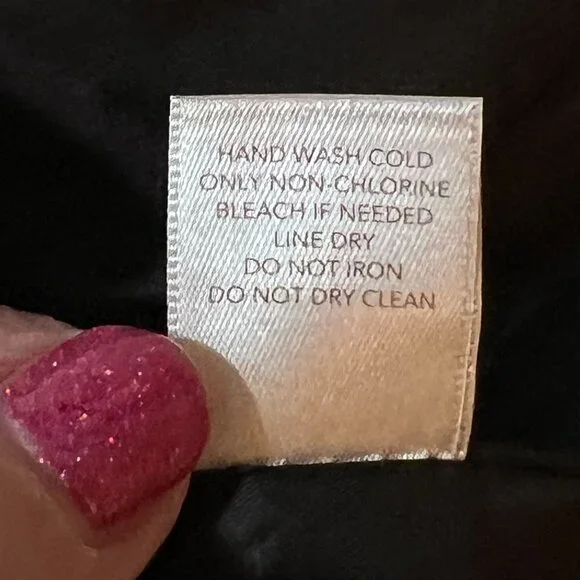 HAND WASH COLD
ONLY NON-CHLORINE
BLEACH IF NEEDED
LINE DRY
DO NOT IRON
DO NOT DRY CLEAN